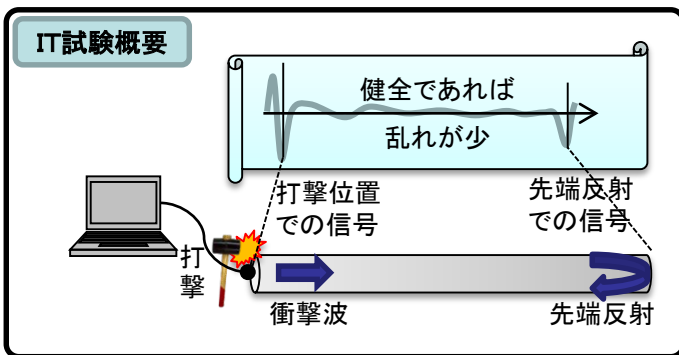 IT試験概要
健全であれば
乱れが少
打撃位置
での信号
先端反射
での信号
打
撃
衝撃波
先端反射